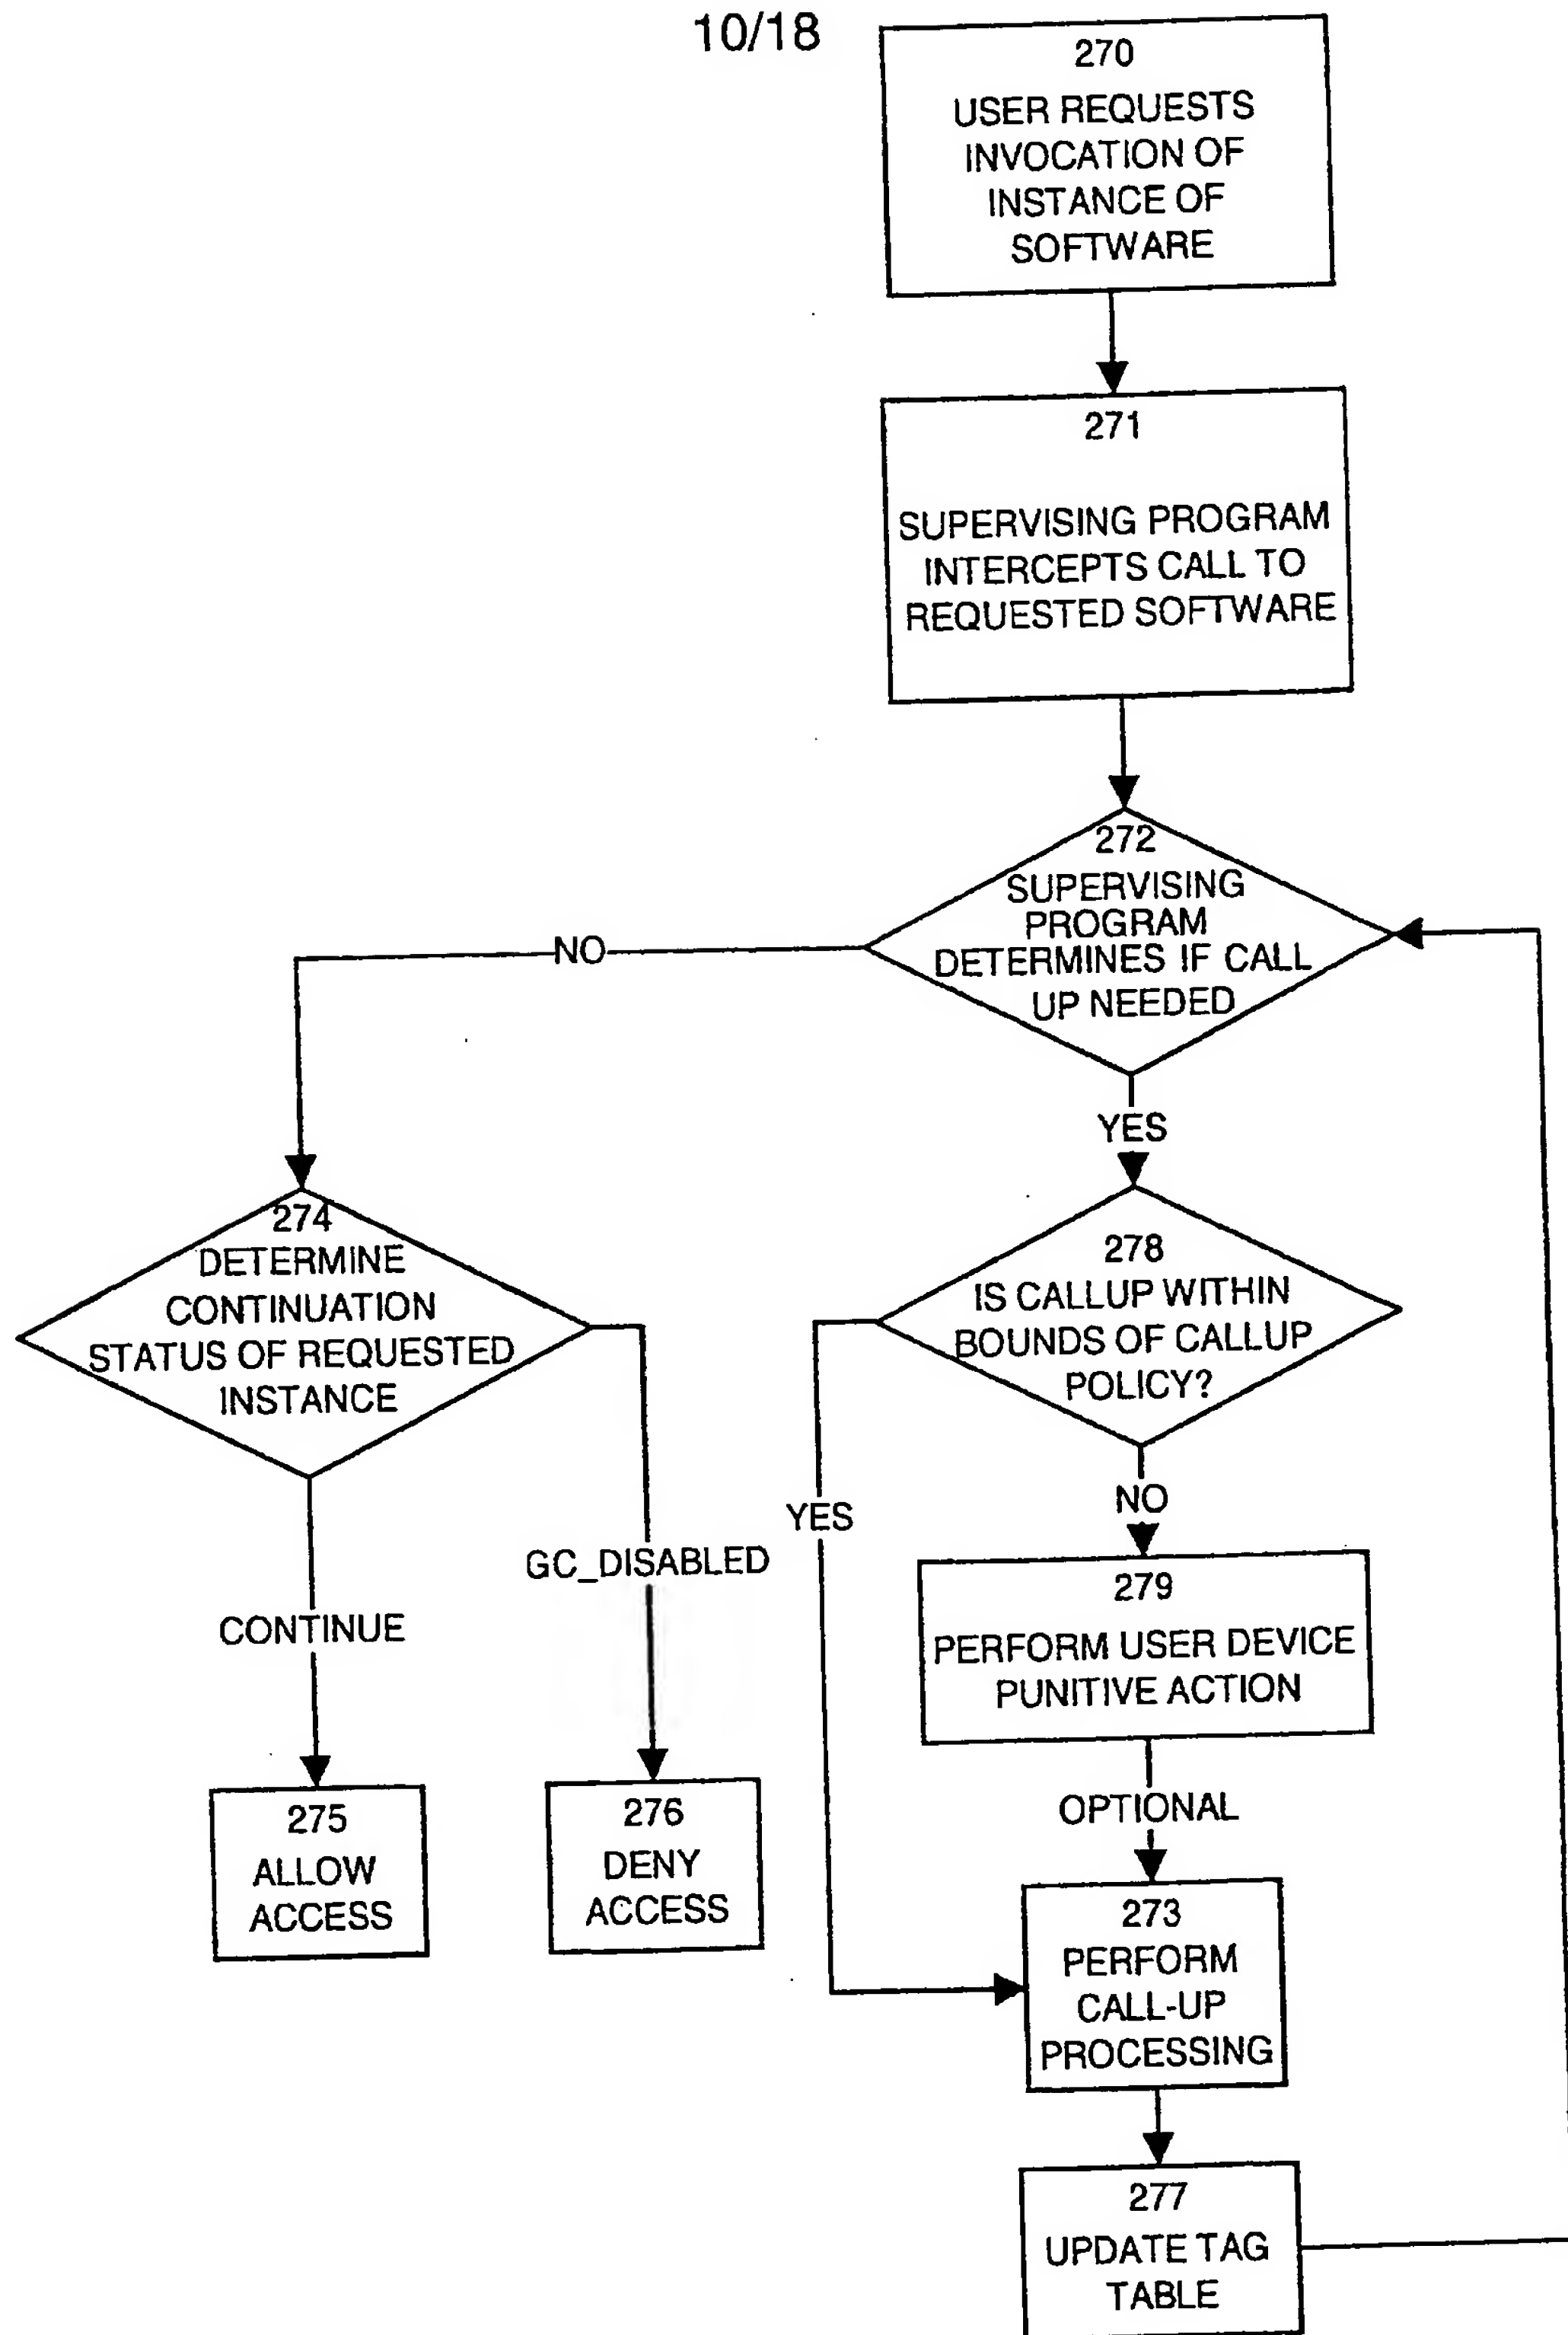 10/18
270
USER REQUESTS
INVOCATION OF
INSTANCE OF
SOFTWARE
271
SUPERVISING PROGRAM
INTERCEPTS CALL TO
REQUESTED SOFTWARE
272
SUPERVISING
PROGRAM
DETERMINES IF CALL
UP NEEDED
NO
YES
274
DETERMINE
CONTINUATION
STATUS OF REQUESTED
INSTANCE
278
IS CALLUP WITHIN
BOUNDS OF CALLUP
POLICY?
YES
NO
GC_DISABLED
CONTINUE
279
PERFORM USER DEVICE
PUNITIVE ACTION
OPTIONAL
275
ALLOW
ACCESS
276
DENY
ACCESS
273
PERFORM
CALL-UP
PROCESSING
277
UPDATE TAG
TABLE